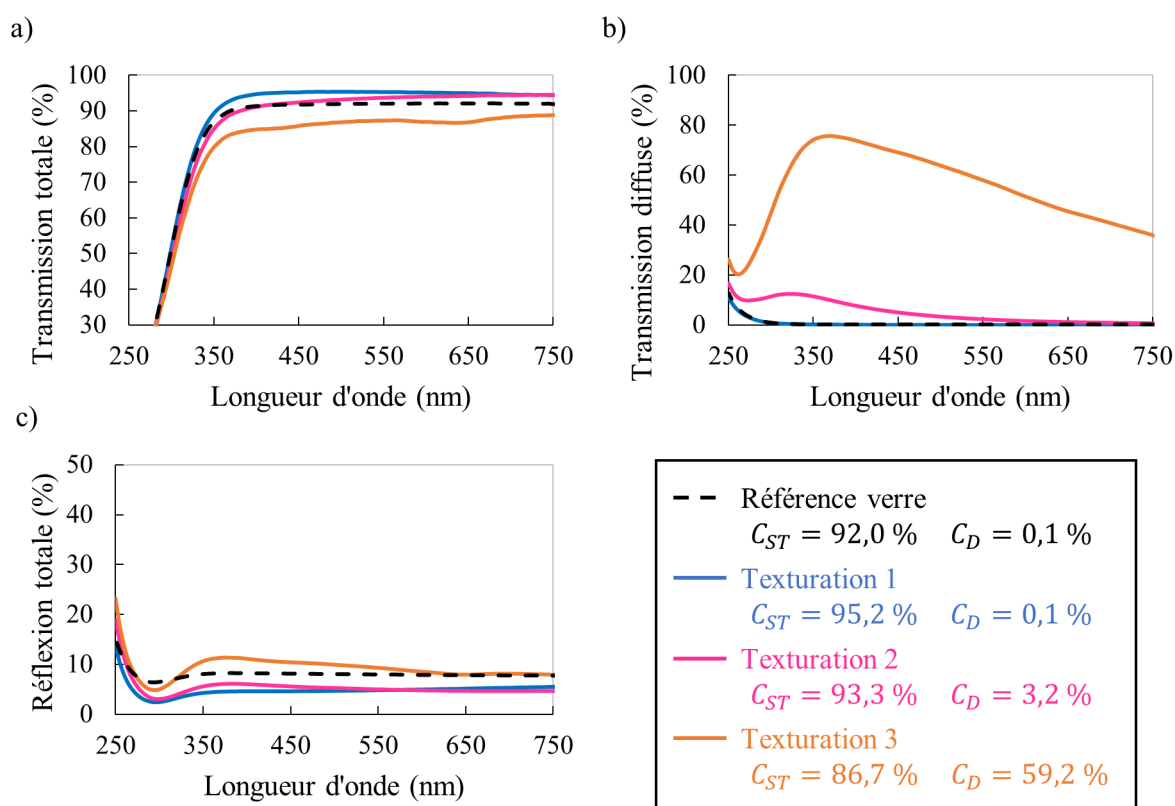 a)
Transmission totale (%)
100
90
80
70
60
50
40
30
250 350 450 550 650 750
Longueur d'onde (nm)
b)
Transmission diffuse (%)
100
80
60
40
20
0
250 350 450 550 650 750
Longueur d'onde (nm)
c)
Réflexion totale (%)
50
40
30
20
10
0
250 350 450 550 650 750
Longueur d'onde (nm)
Référence verre
C_ST = 92,0 % C_D = 0,1 %
Texturation 1
C_ST = 95,2 % C_D = 0,1 %
Texturation 2
C_ST = 93,3 % C_D = 3,2 %
Texturation 3
C_ST = 86,7 % C_D = 59,2 %